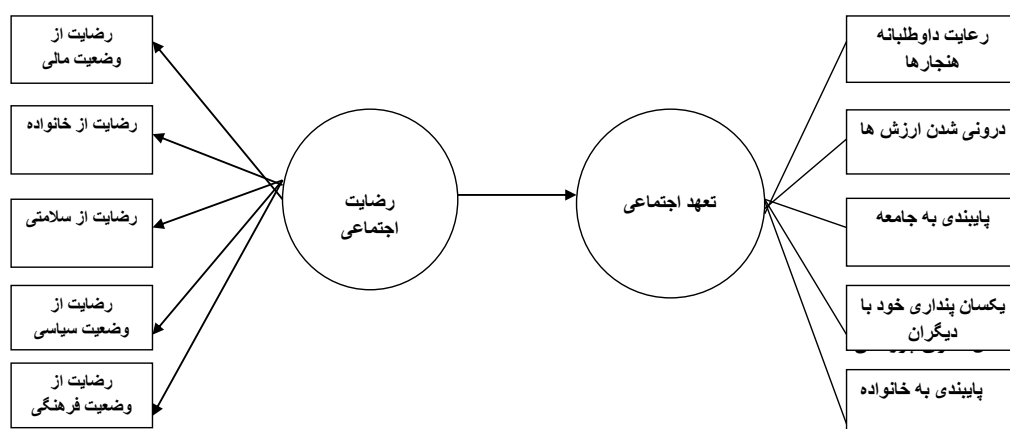 رضایت از
وضعیت مالی
رضایت از خانواده
رضایت از سلامتی
رضایت از
وضعیت سیاسی
رضایت از
وضعیت فرهنگی
رضایت
اجتماعی
تعهد اجتماعی
رعایت داوطلبانه
هنجارها
درونی شدن ارزش ها
پایبندی به جامعه
یکسان پنداری خود با
دیگران
پایبندی به خانواده